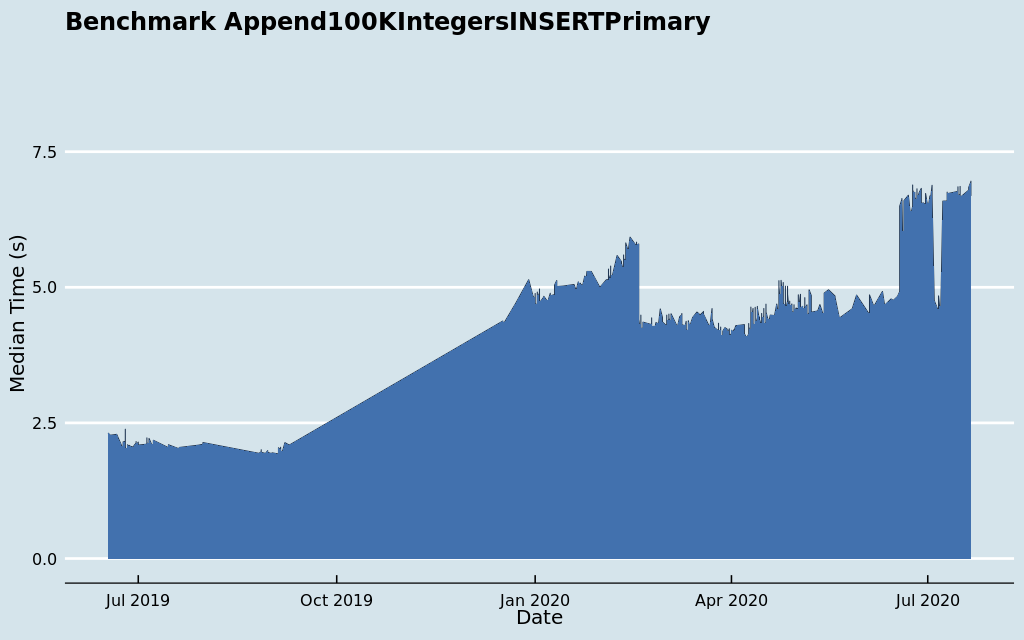 Benchmark Append100KIntegersINSERTPrimary
Median Time (s)
7.5
5.0
2.5
0.0
Jul 2019
Oct 2019
Jan 2020
Apr 2020
Jul 2020
Date